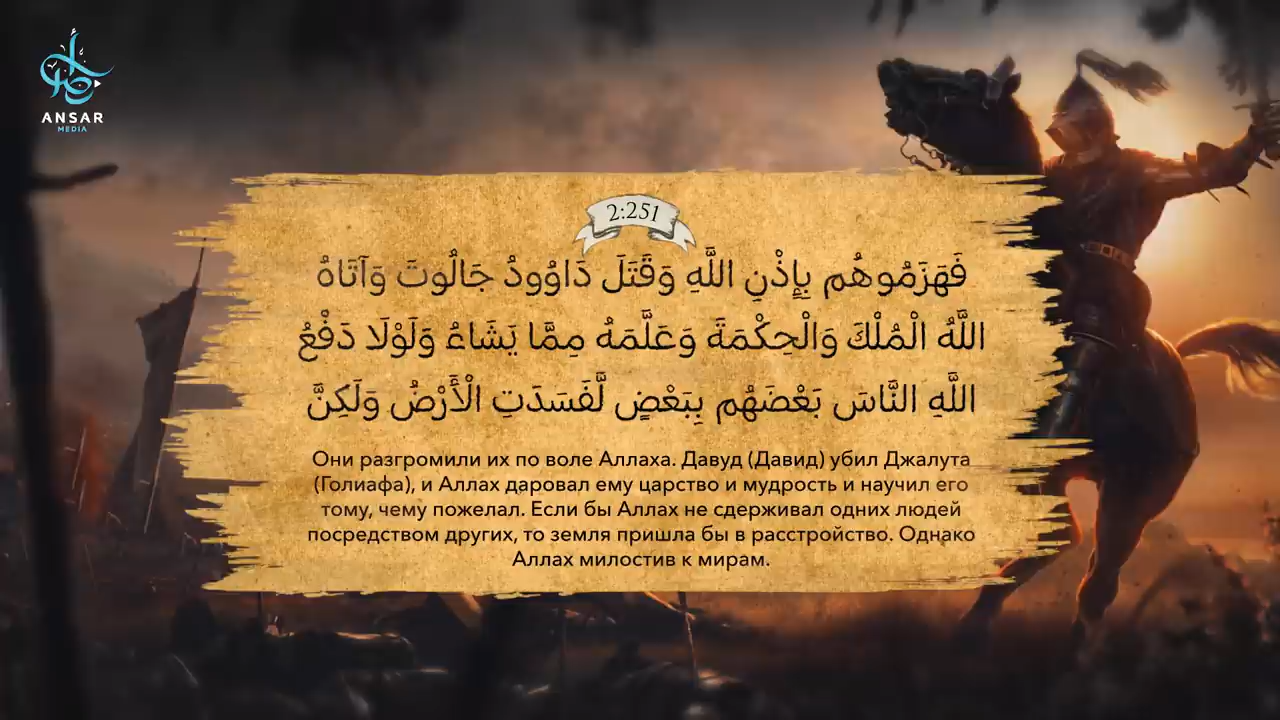 ANSAR
MEDIA
2:251
فَهَزَمُوهُم بِإِذْنِ اللَّهِ وَقَتَلَ دَاوُودُ جَالُوتَ وَآتَاهُ
اللَّهُ الْمُلْكَ وَالْحِكْمَةَ وَعَلَّمَهُ مِمَّا يَشَاءُ وَلَوْلَا دَفْعُ
اللَّهِ النَّاسَ بَعْضَهُم بِبَعْضٍ لَّفَسَدَتِ الْأَرْضُ وَلَكِنَّ
Они разгромили их по воле Аллаха. Давуд (Давид) убил Джалута
(Голиафа), и Аллах даровал ему царство и мудрость и научил его
тому, чему пожелал. Если бы Аллах не сдерживал одних людей
посредством других, то земля пришла бы в расстройство. Однако
Аллах милостив к мирам.